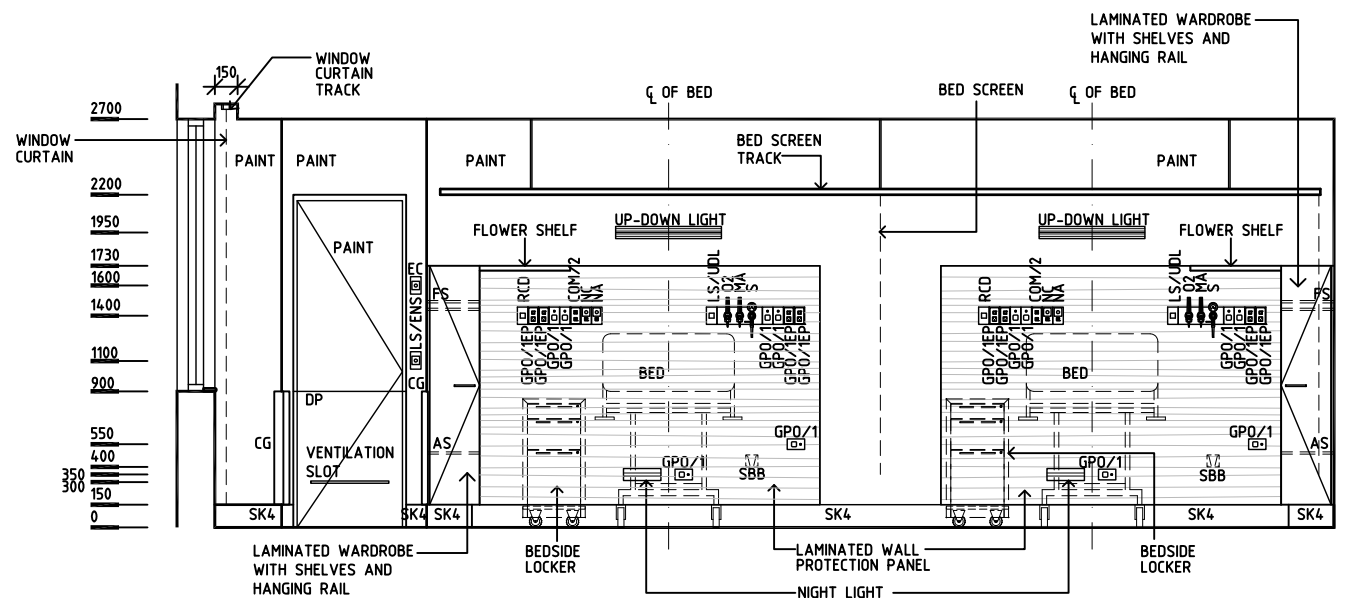 LAMINATED WARDROBE
WITH SHELVES AND
HANGING RAIL
WINDOW
CURTAIN
TRACK
150
℄ OF BED
BED SCREEN
℄ OF BED
2700
WINDOW
CURTAIN
PAINT
PAINT
PAINT
BED SCREEN
TRACK
PAINT
2200
1950
1730
1600
1400
1100
900
550
400
350
300
150
0
UP-DOWN LIGHT
UP-DOWN LIGHT
FLOWER SHELF
FLOWER SHELF
PAINT
EC
LS/ENS
CG
FS
RCD
COM/2
NC
NA
GPO/1EP
GPO/1EP
GPO/1
GPO/1
LS/UDL
O2
MA
S
GPO/1
GPO/1
GPO/1EP
GPO/1EP
RCD
COM/2
NC
NA
GPO/1EP
GPO/1EP
GPO/1
GPO/1
LS/UDL
O2
MA
S
GPO/1
GPO/1
GPO/1EP
GPO/1EP
FS
BED
BED
DP
CG
VENTILATION
SLOT
AS
GPO/1
GPO/1
SBB
GPO/1
GPO/1
SBB
AS
SK4
SK4
SK4
SK4
SK4
SK4
LAMINATED WARDROBE
WITH SHELVES AND
HANGING RAIL
BEDSIDE
LOCKER
LAMINATED WALL
PROTECTION PANEL
BEDSIDE
LOCKER
NIGHT LIGHT